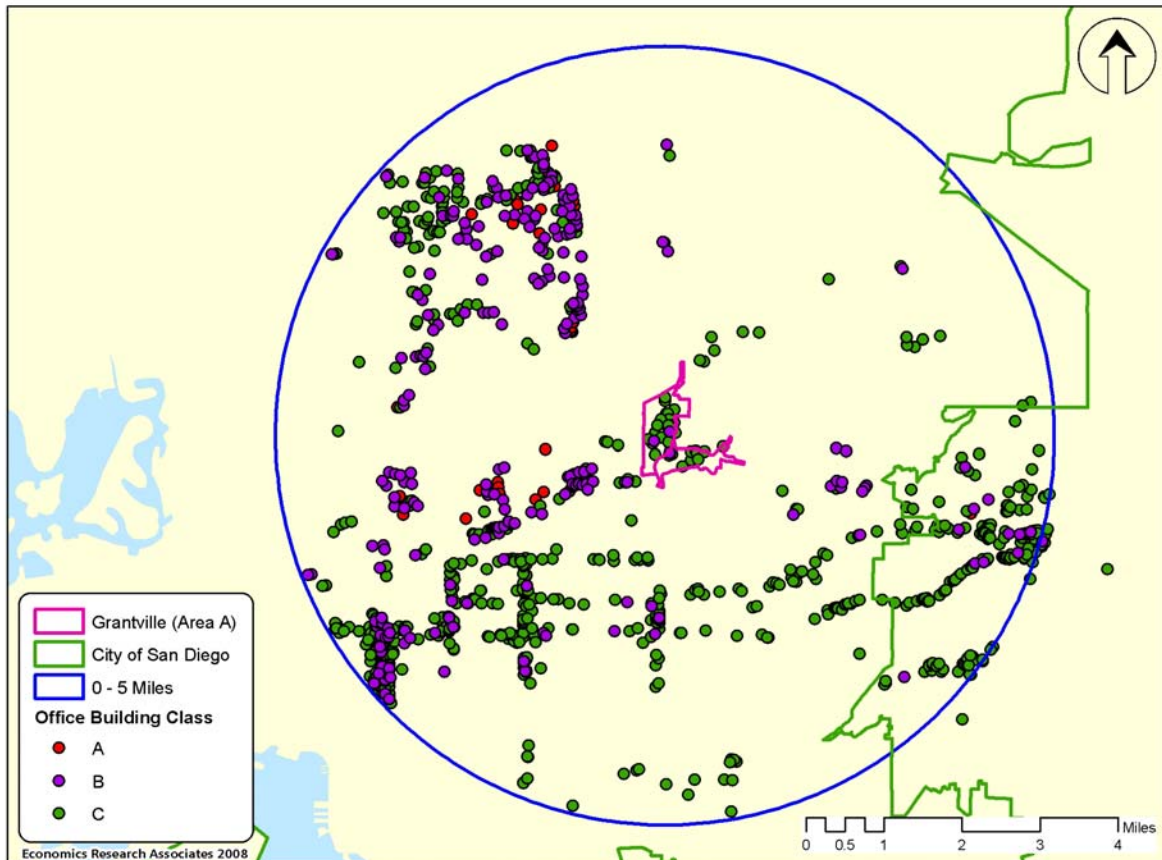 Grantville (Area A)
City of San Diego
0 - 5 Miles
Office Building Class
A
B
C
Economics Research Associates 2008
Miles
0 0.5 1 2 3 4